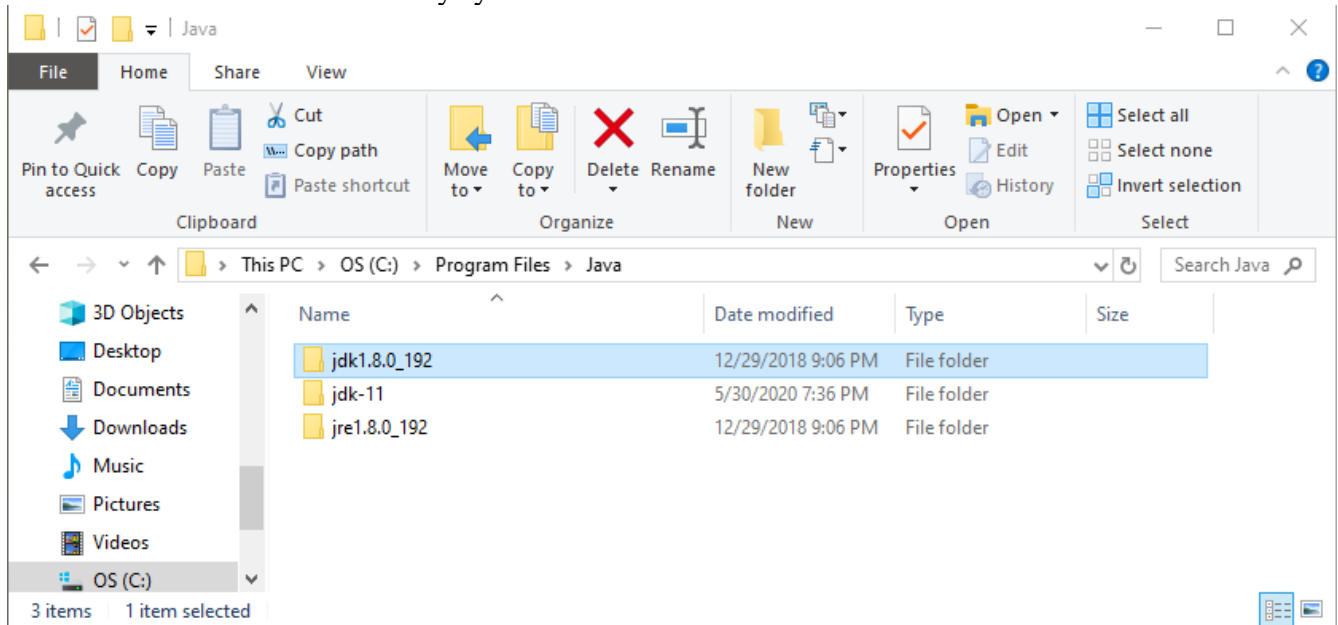 Java
File Home Share View
Pin to Quick access
Copy
Paste
Cut
Copy path
Paste shortcut
Clipboard
Move to
Copy to
Delete
Rename
Organize
New folder
New
Properties
Open
Edit
History
Open
Select all
Select none
Invert selection
Select
This PC > OS (C:) > Program Files > Java
Search Java
3D Objects
Desktop
Documents
Downloads
Music
Pictures
Videos
OS (C:)
Name Date modified Type Size
jdk1.8.0_192 12/29/2018 9:06 PM File folder
jdk-11 5/30/2020 7:36 PM File folder
jre1.8.0_192 12/29/2018 9:06 PM File folder
3 items 1 item selected